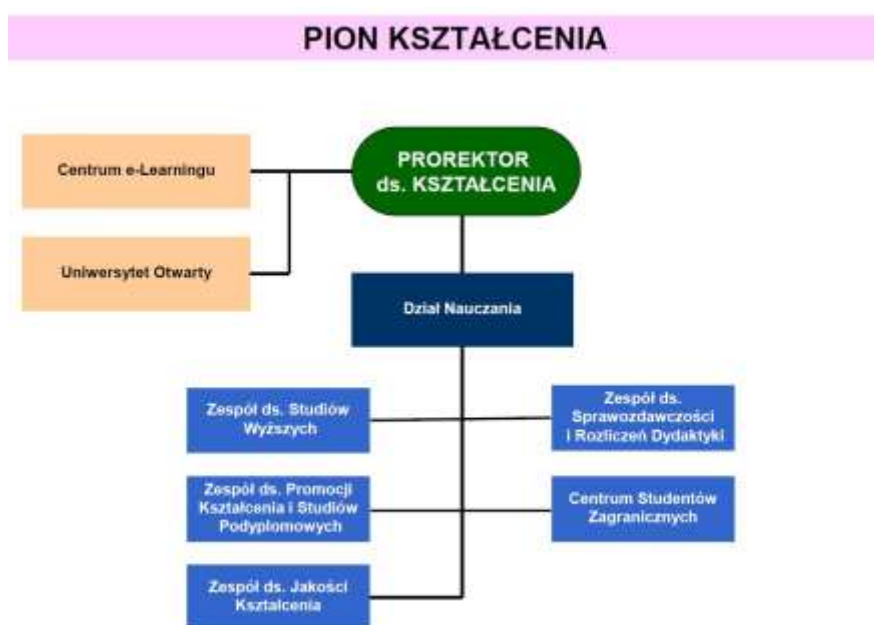 PION KSZTAŁCENIA
PROREKTOR
ds. KSZTAŁCENIA
Centrum e-Learningu
Uniwersytet Otwarty
Dział Nauczania
Zespół ds. Studiów
Wyższych
Zespół ds.
Sprawozdawczości
i Rozliczeń Dydaktyki
Zespół ds. Promocji
Kształcenia i Studiów
Podyplomowych
Centrum Studentów
Zagranicznych
Zespół ds. Jakości
Kształcenia